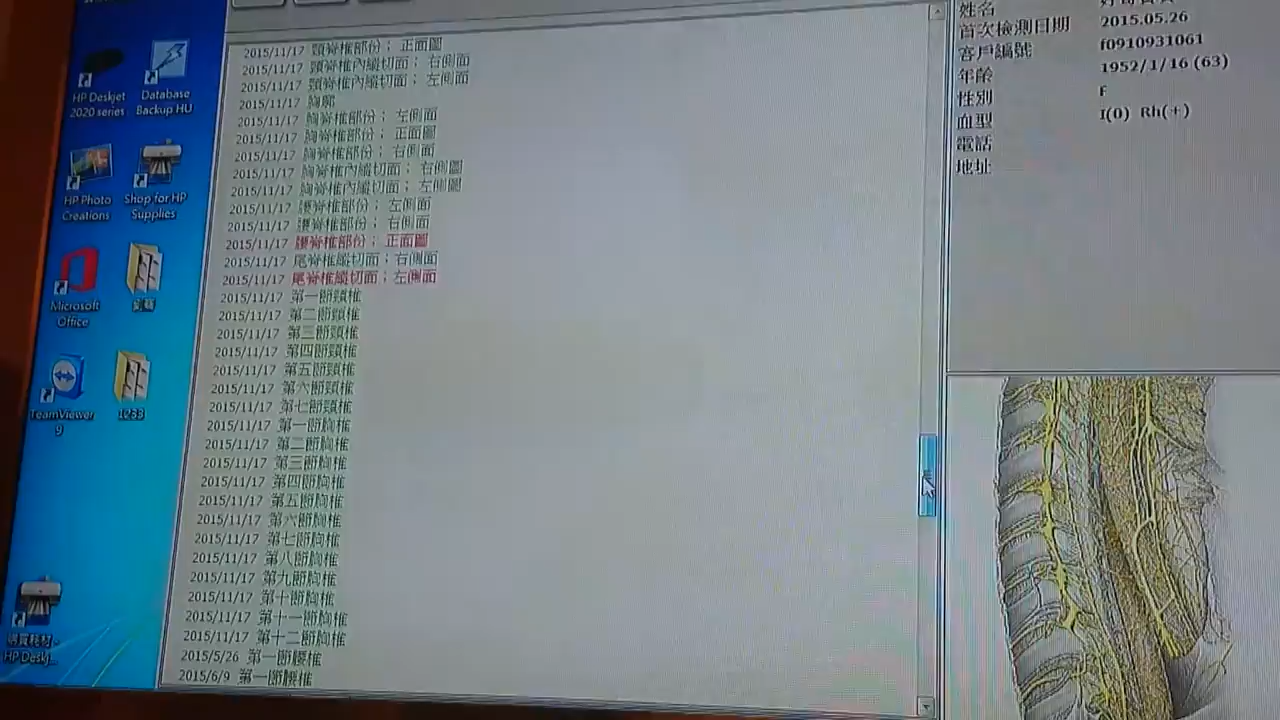 HP Deskjet
2020 series
Database
Backup HU
HP Photo
Creations
Shop for HP
Supplies
Microsoft
Office
TeamViewer
9
1233
購買耗材 -
HP Deskj...
2015/11/17 頸脊椎部份； 正面圖
2015/11/17 頸脊椎內縱切面； 右側面
2015/11/17 頸脊椎內縱切面； 左側面
2015/11/17 胸廓
2015/11/17 胸脊椎部份； 左側面
2015/11/17 胸脊椎部份； 正面圖
2015/11/17 胸脊椎部份； 右側面
2015/11/17 胸脊椎內縱切面； 右側圖
2015/11/17 胸脊椎內縱切面； 左側圖
2015/11/17 腰脊椎部份； 左側面
2015/11/17 腰脊椎部份； 右側面
2015/11/17 腰脊椎部份； 正面圖
2015/11/17 尾脊椎縱切面；右側面
2015/11/17 尾脊椎縱切面；左側面
2015/11/17 第一節頸椎
2015/11/17 第二節頸椎
2015/11/17 第三節頸椎
2015/11/17 第四節頸椎
2015/11/17 第五節頸椎
2015/11/17 第六節頸椎
2015/11/17 第七節頸椎
2015/11/17 第一節胸椎
2015/11/17 第二節胸椎
2015/11/17 第三節胸椎
2015/11/17 第四節胸椎
2015/11/17 第五節胸椎
2015/11/17 第六節胸椎
2015/11/17 第七節胸椎
2015/11/17 第八節胸椎
2015/11/17 第九節胸椎
2015/11/17 第十節胸椎
2015/11/17 第十一節胸椎
2015/11/17 第十二節胸椎
2015/5/26 第一節腰椎
2015/6/9 第一節腰椎
姓名
首次檢測日期 2015.05.26
客戶編號 f0910931061
年齡 1952/1/16 (63)
性別 F
血型 I(0) Rh(+)
電話
地址